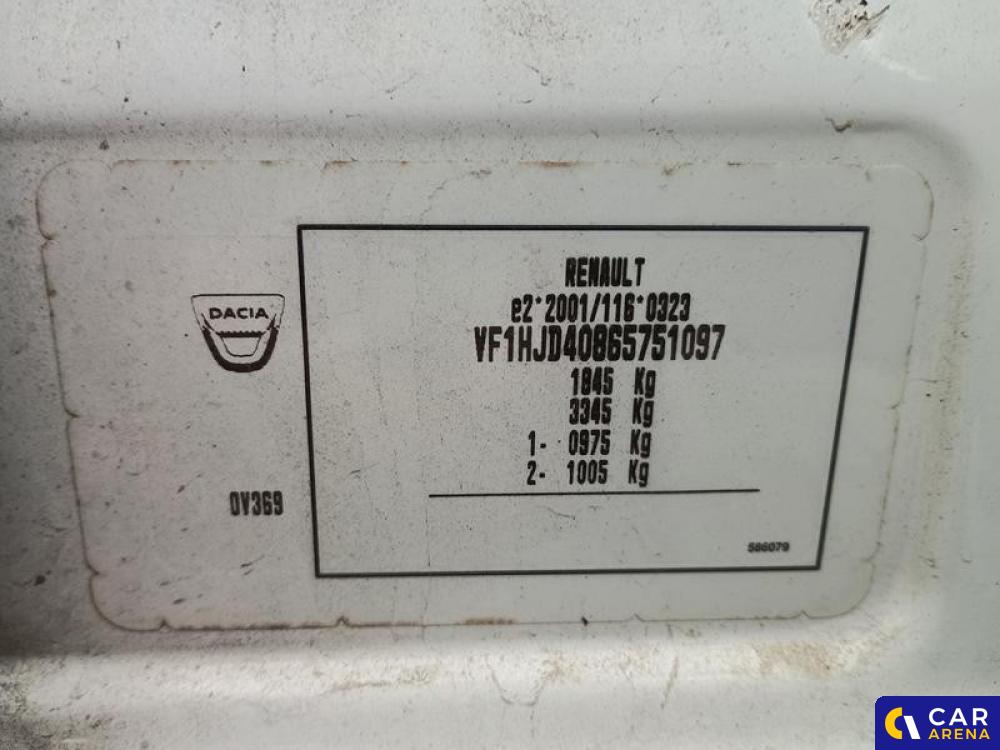 RENAULT
e2*2001/116*0323
VF1HJD40865751097
1845 Kg
3345 Kg
1- 0975 Kg
2- 1005 Kg
DACIA
0V369
586079
CAR
ARENA